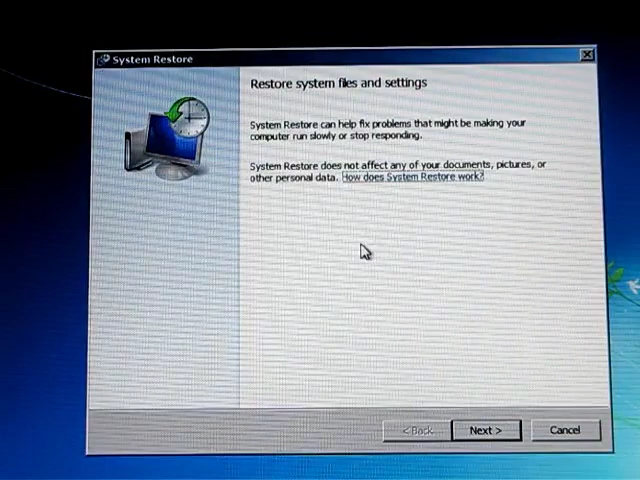 System Restore
Restore system files and settings
System Restore can help fix problems that might be making your
computer run slowly or stop responding.
System Restore does not affect any of your documents, pictures, or
other personal data. How does System Restore work?
< Back
Next >
Cancel